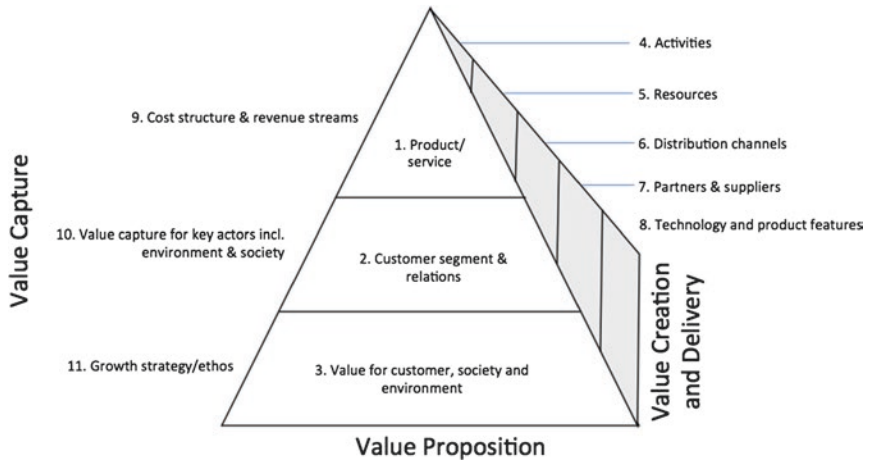 4. Activities
5. Resources
9. Cost structure & revenue streams
6. Distribution channels
1. Product/
service
7. Partners & suppliers
8. Technology and product features
10. Value capture for key actors incl.
environment & society
2. Customer segment &
relations
Value Capture
11. Growth strategy/ethos
3. Value for customer, society and
environment
Value Creation
and Delivery
Value Proposition